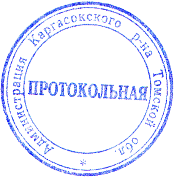 Администрация Каргасокского р-на Томской обл.
*
ПРОТОКОЛЬНАЯ